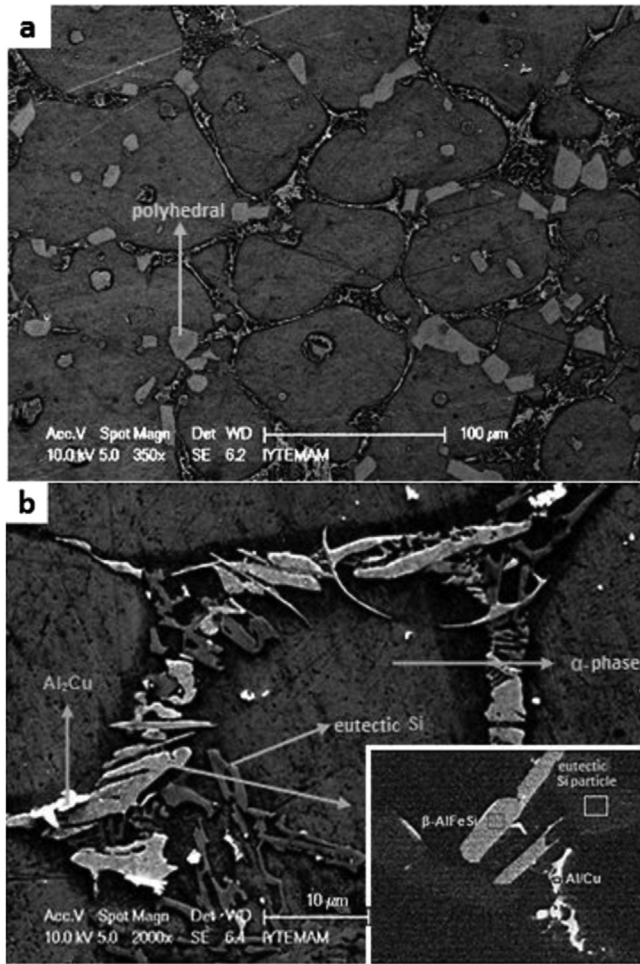 a
polyhedral
Acc.V Spot Magn Det WD 100 µm
10.0 kV 5.0 350x SE 6.2 IYTEMAM
b
Al₂Cu
α-phase
eutectic Si
eutectic
Si particle
β-AlFeSi
Al/Cu
Acc.V Spot Magn Det WD 10 µm
10.0 kV 5.0 2000x SE 6.4 IYTEMAM